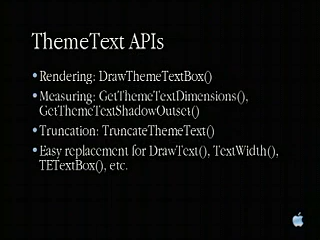 ThemeText APIs
•Rendering: DrawThemeTextBox()
•Measuring: GetThemeTextDimensions(),
GetThemeTextShadowOutset()
•Truncation: TruncateThemeText()
•Easy replacement for DrawText(), TextWidth(),
TETextBox(), etc.